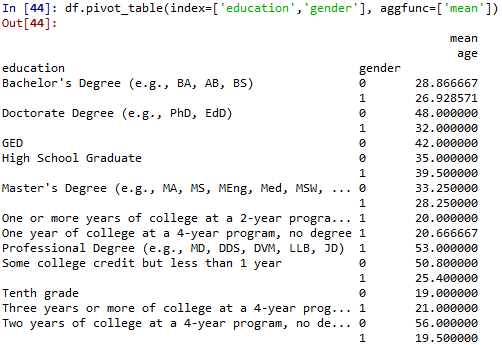 In [44]: df.pivot_table(index=['education','gender'], aggfunc=['mean'])
Out[44]:
mean
age
education gender
Bachelor's Degree (e.g., BA, AB, BS) 0 28.866667
1 26.928571
Doctorate Degree (e.g., PhD, EdD) 0 48.000000
1 32.000000
GED 0 42.000000
High School Graduate 0 35.000000
1 39.500000
Master's Degree (e.g., MA, MS, MEng, Med, MSW, ... 0 33.250000
1 28.250000
One or more years of college at a 2-year progra... 1 20.000000
One year of college at a 4-year program, no degree 1 20.666667
Professional Degree (e.g., MD, DDS, DVM, LLB, JD) 1 53.000000
Some college credit but less than 1 year 0 50.800000
1 25.400000
Tenth grade 0 19.000000
Three years or more of college at a 4-year prog... 1 21.000000
Two years of college at a 4-year program, no de... 0 56.000000
1 19.500000